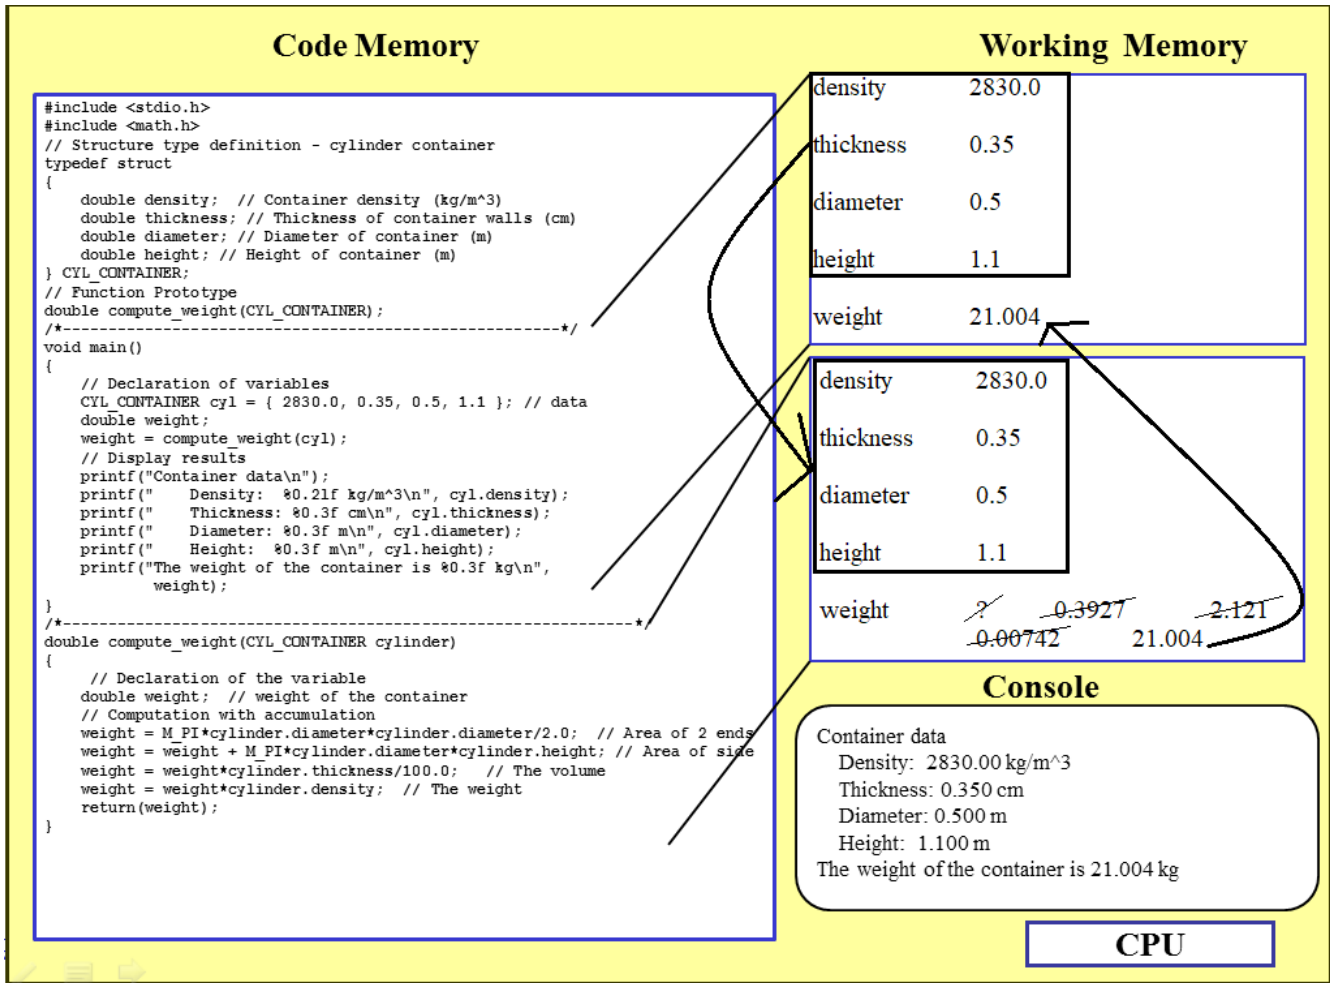 Code Memory
#include <stdio.h>
#include <math.h>
// Structure type definition - cylinder container
typedef struct
{
    double density;  // Container density (kg/m^3)
    double thickness; // Thickness of container walls (cm)
    double diameter; // Diameter of container (m)
    double height; // Height of container (m)
} CYL_CONTAINER;
// Function Prototype
double compute_weight(CYL_CONTAINER);
/*-------------------------------------------------------*/
void main()
{
    // Declaration of variables
    CYL_CONTAINER cyl = { 2830.0, 0.35, 0.5, 1.1 }; // data
    double weight;
    weight = compute_weight(cyl);
    // Display results
    printf("Container data\n");
    printf("    Density:  %0.2lf kg/m^3\n", cyl.density);
    printf("    Thickness: %0.3f cm\n", cyl.thickness);
    printf("    Diameter: %0.3f m\n", cyl.diameter);
    printf("    Height:  %0.3f m\n", cyl.height);
    printf("The weight of the container is %0.3f kg\n",
            weight);
}
/*---------------------------------------------------------------*/
double compute_weight(CYL_CONTAINER cylinder)
{
     // Declaration of the variable
    double weight;  // weight of the container
    // Computation with accumulation
    weight = M_PI*cylinder.diameter*cylinder.diameter/2.0;  // Area of 2 ends
    weight = weight + M_PI*cylinder.diameter*cylinder.height; // Area of side
    weight = weight*cylinder.thickness/100.0;   // The volume
    weight = weight*cylinder.density;  // The weight
    return(weight);
}
Working Memory
density 2830.0
thickness 0.35
diameter 0.5
height 1.1
weight 21.004
density 2830.0
thickness 0.35
diameter 0.5
height 1.1
weight ? 0.3927 2.121
0.00742 21.004
Console
Container data
Density: 2830.00 kg/m^3
Thickness: 0.350 cm
Diameter: 0.500 m
Height: 1.100 m
The weight of the container is 21.004 kg
CPU